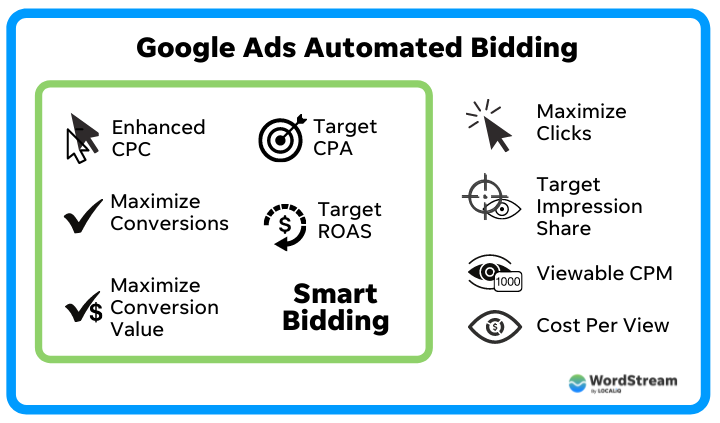 Google Ads Automated Bidding
Enhanced
CPC
Target
CPA
Maximize
Conversions
Target
ROAS
$
Maximize
Conversion
Value
$
Smart
Bidding
Maximize
Clicks
Target
Impression
Share
1000
Viewable CPM
$
Cost Per View
WordStream
by LOCALiQ